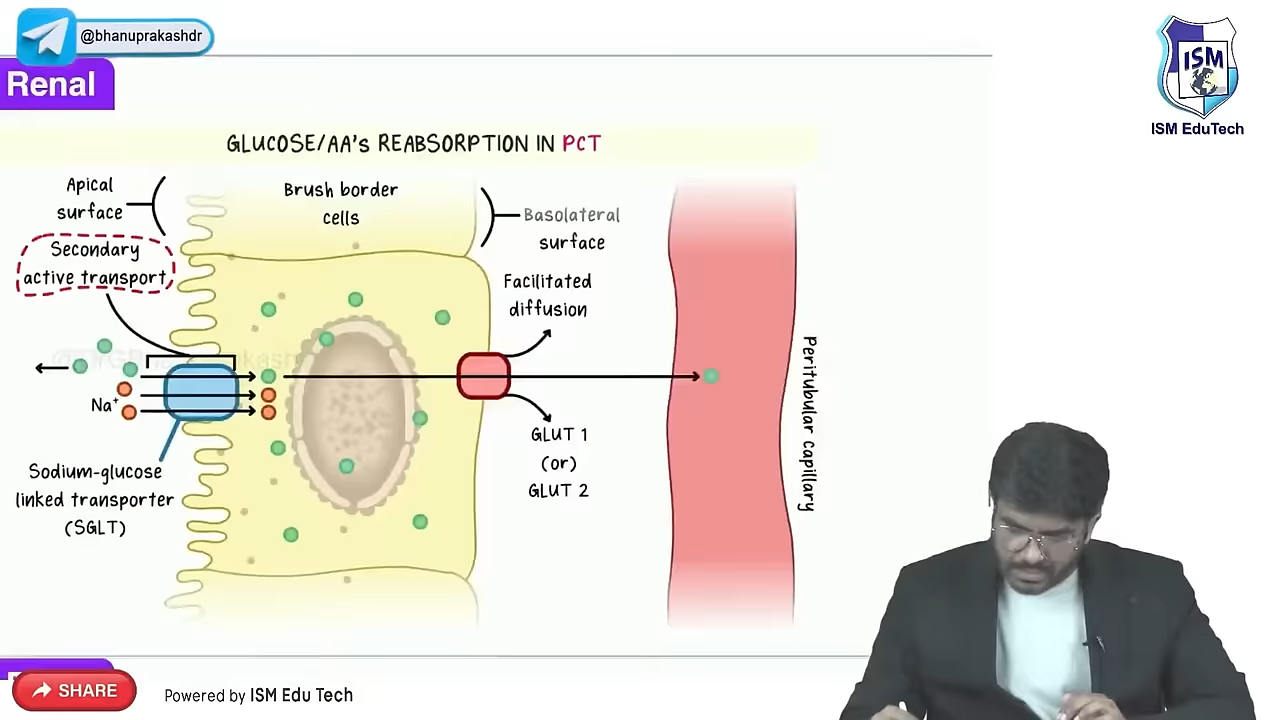 @bhanuprakashdr
Renal
ISM
ISM EduTech
GLUCOSE/AA's REABSORPTION IN PCT
Apical
surface
Brush border
cells
Basolateral
surface
Secondary
active transport
Facilitated
diffusion
Na+
GLUT 1
(or)
GLUT 2
Sodium-glucose
linked transporter
(SGLT)
Peritubular capillary
SHARE
Powered by ISM Edu Tech